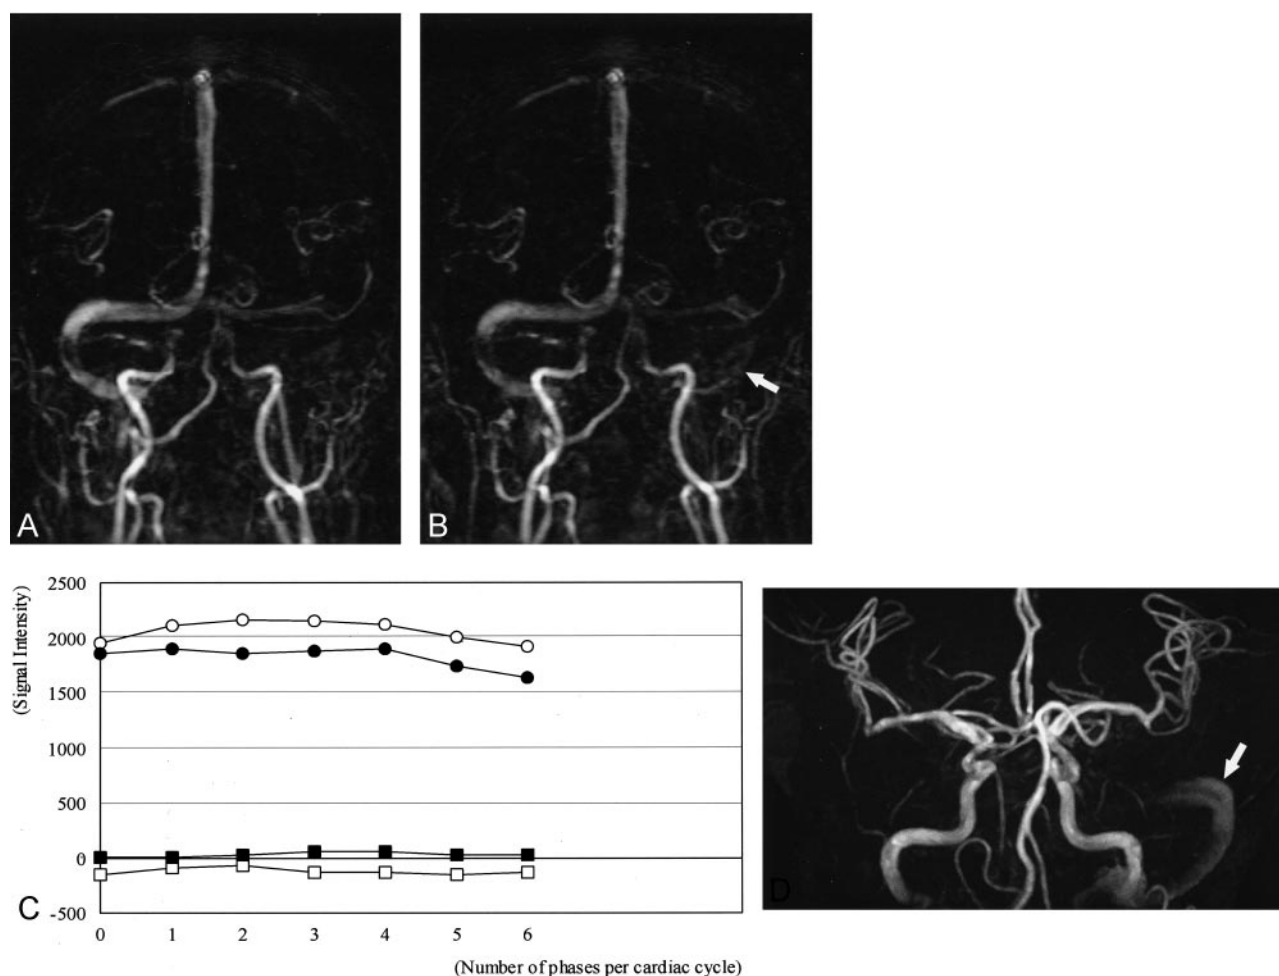 A
B
(Signal Intensity)
2500
2000
1500
1000
500
0
-500
C
0 1 2 3 4 5 6
(Number of phases per cardiac cycle)
D